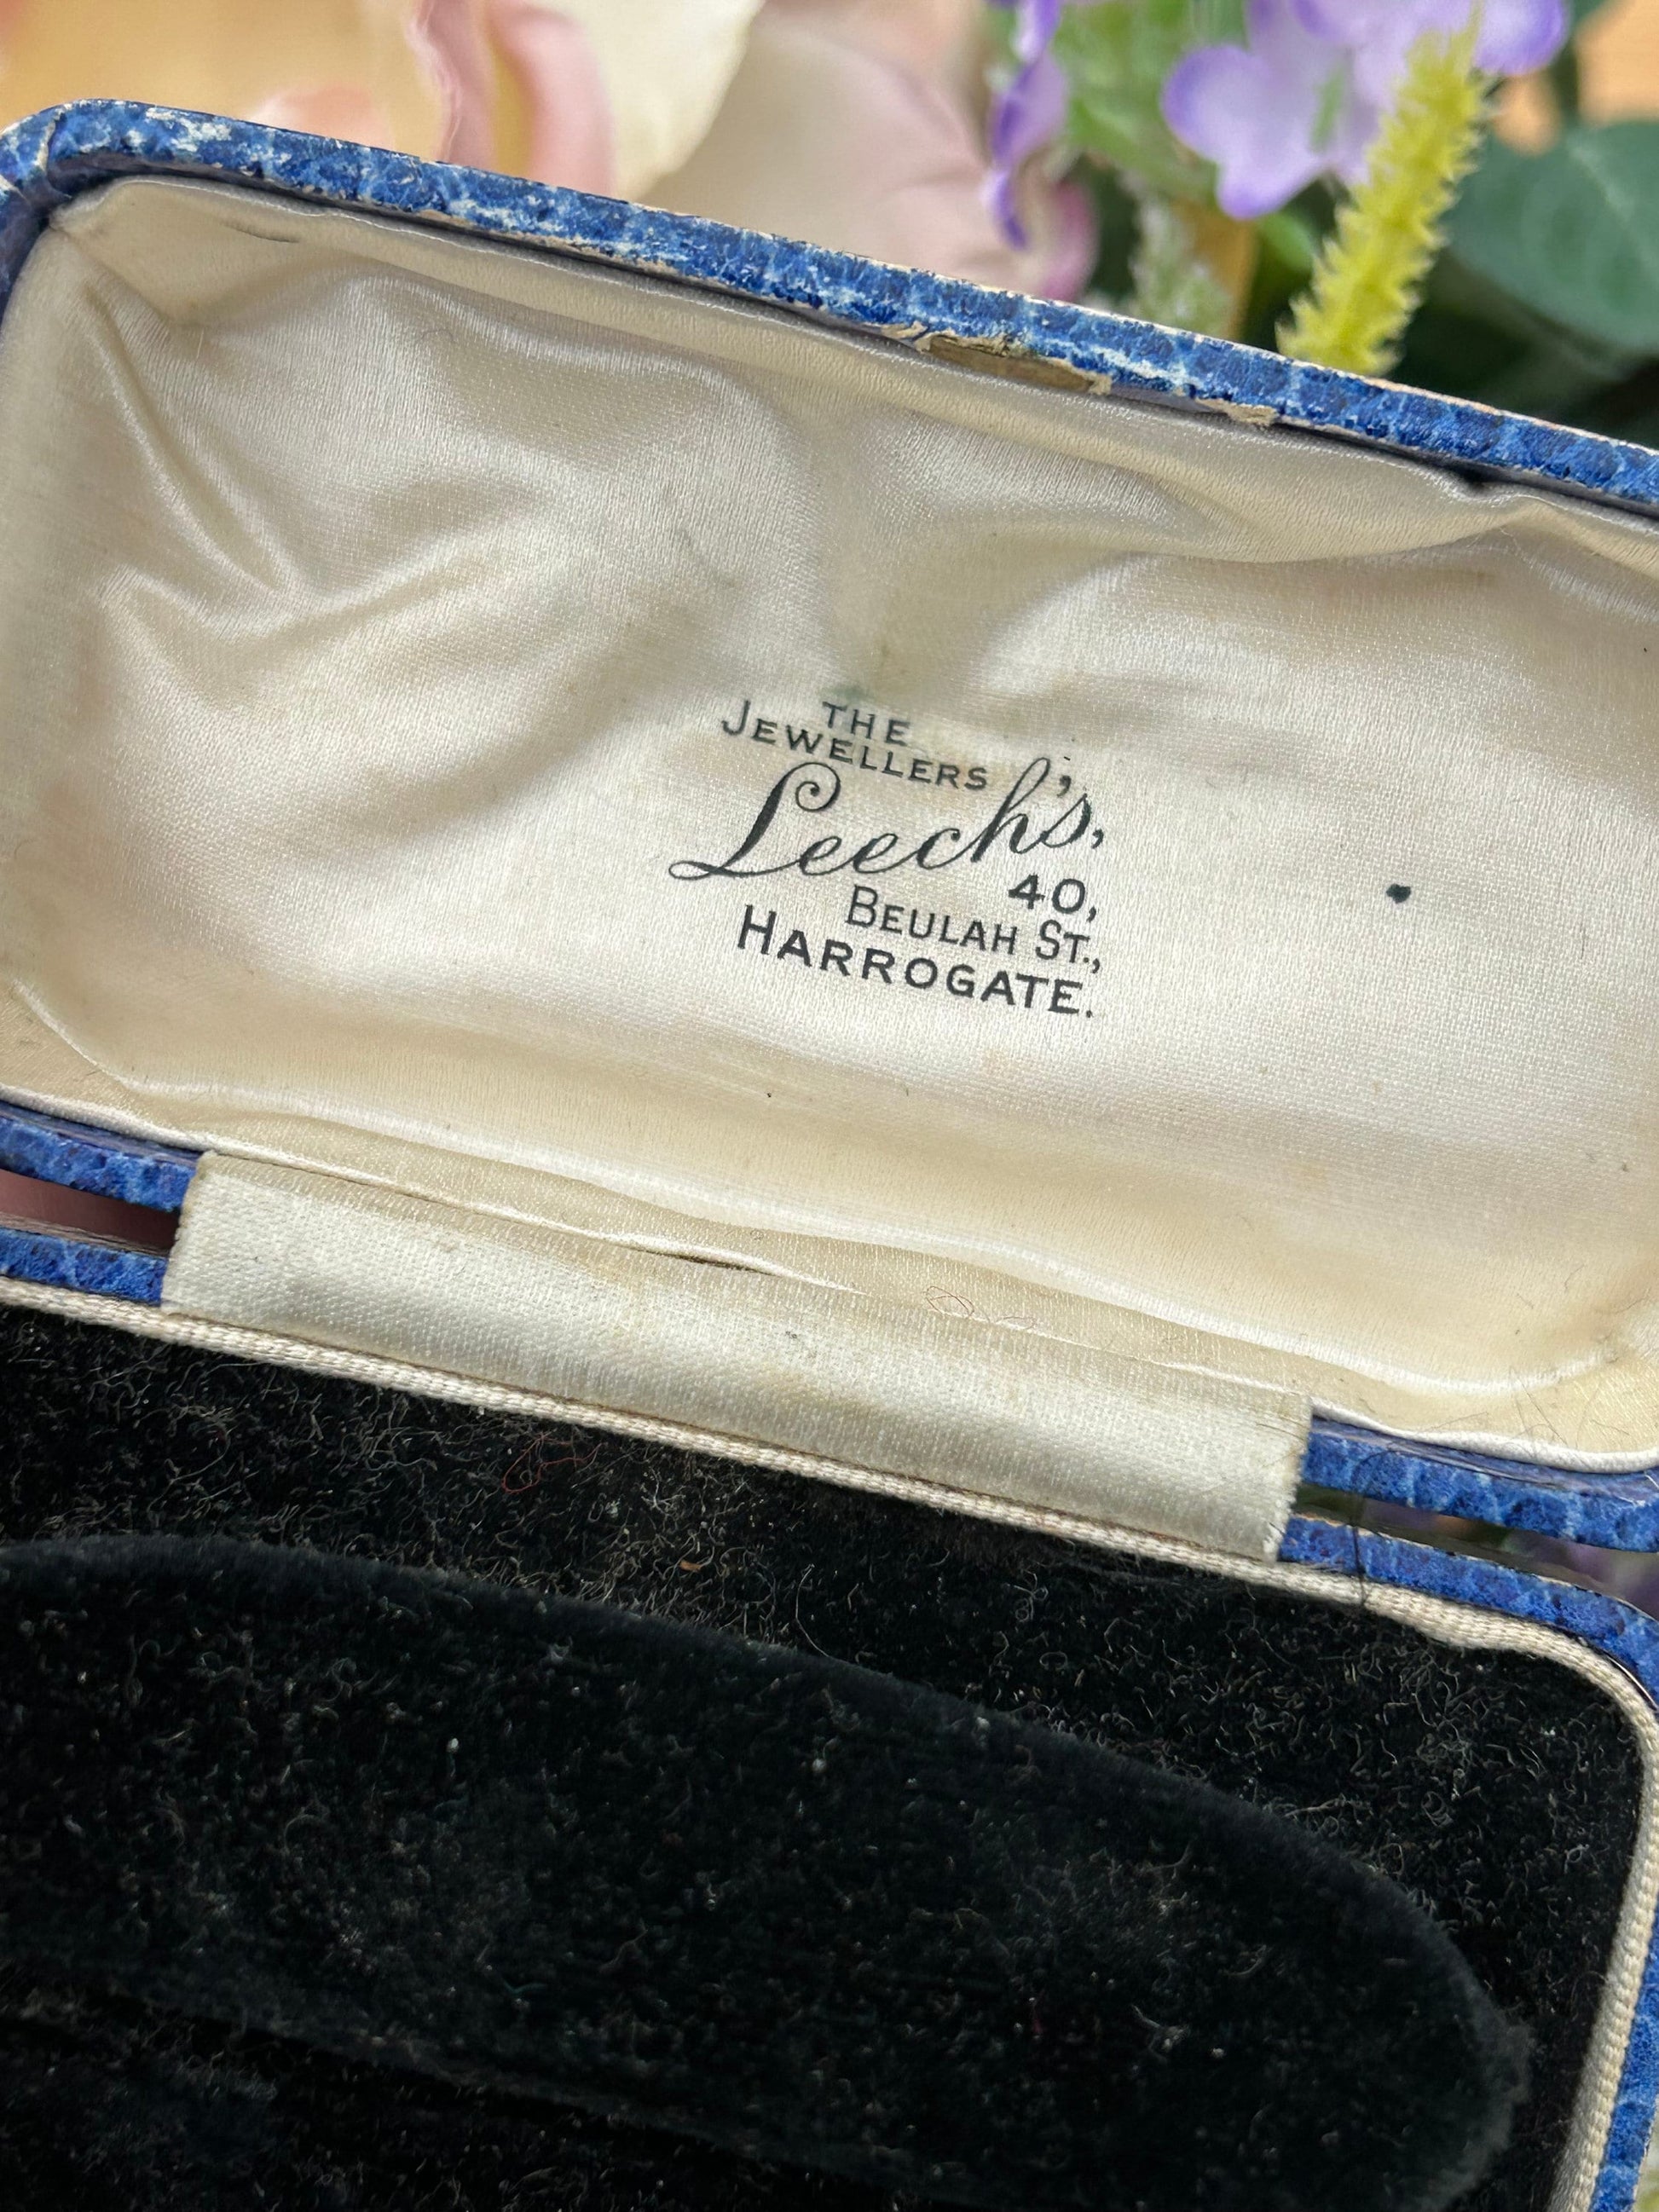 THE
JEWELLERS
Leech's,
40,
BEULAH ST.,
HARROGATE.